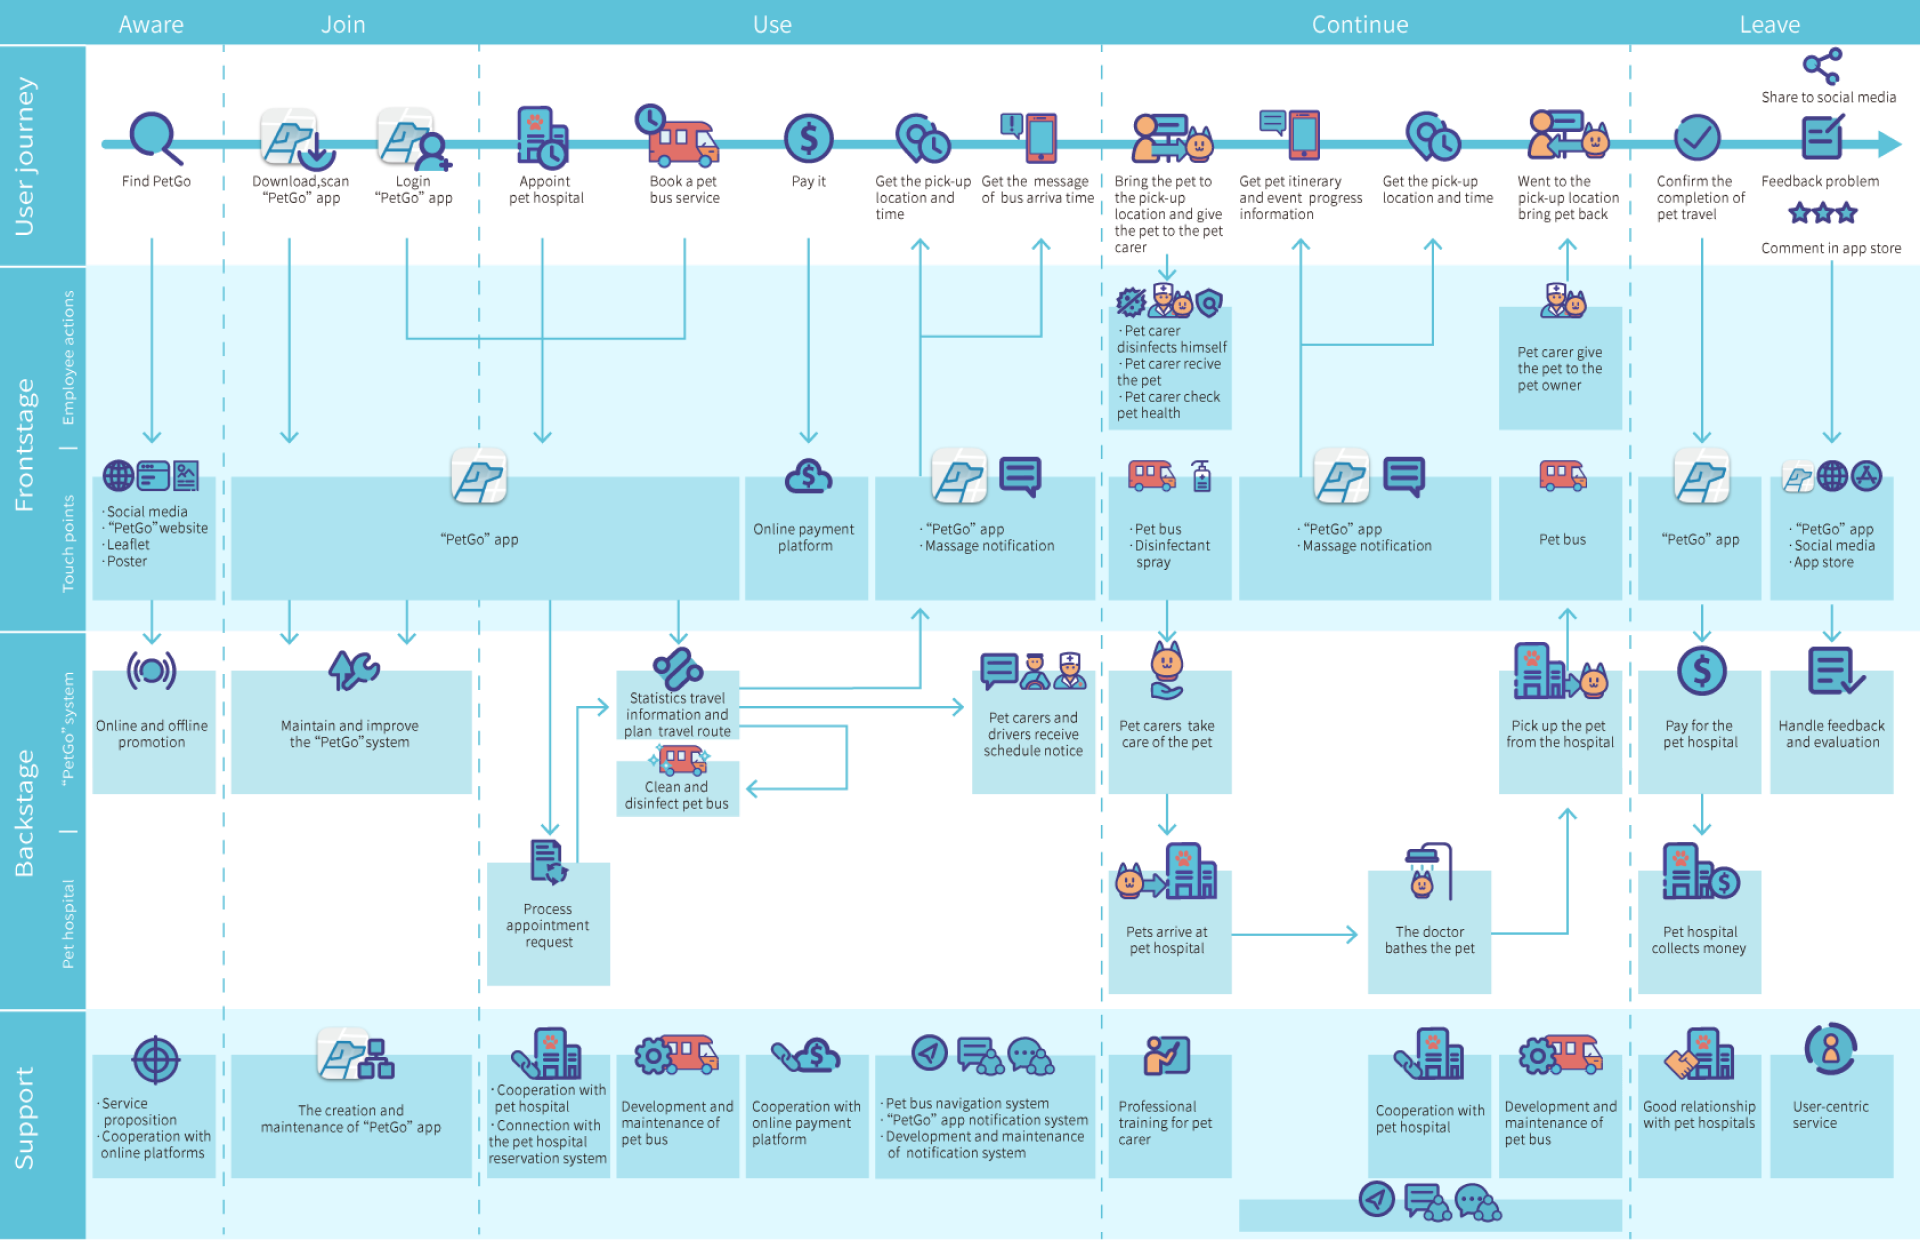 Aware
Join
Use
Continue
Leave
User journey
Find PetGo
Download,scan
“PetGo” app
Login
“PetGo” app
Appoint
pet hospital
Book a pet
bus service
Pay it
Get the pick-up
location and
time
Get the message
of bus arriva time
Bring the pet to
the pick-up
location and give
the pet to the pet
carer
Get pet itinerary
and event progress
information
Get the pick-up
location and time
Went to the
pick-up location
bring pet back
Confirm the
completion of
pet travel
Share to social media
Feedback problem
Comment in app store
Frontstage
Employee actions
· Pet carer
disinfects himself
· Pet carer recive
the pet
· Pet carer check
pet health
Pet carer give
the pet to the
pet owner
Touch points
· Social media
· “PetGo” website
· Leaflet
· Poster
“PetGo” app
Online payment
platform
· “PetGo” app
· Massage notification
· Pet bus
· Disinfectant
spray
· “PetGo” app
· Massage notification
Pet bus
“PetGo” app
· “PetGo” app
· Social media
· App store
Backstage
“PetGo” system
Online and offline
promotion
Maintain and improve
the “PetGo” system
Statistics travel
information and
plan travel route
Clean and
disinfect pet bus
Pet carers and
drivers receive
schedule notice
Pet carers take
care of the pet
Pick up the pet
from the hospital
Pay for the
pet hospital
Handle feedback
and evaluation
Pet hospital
Process
appointment
request
Pets arrive at
pet hospital
The doctor
bathes the pet
Pet hospital
collects money
Support
· Service
proposition
· Cooperation with
online platforms
The creation and
maintenance of “PetGo” app
· Cooperation with
pet hospital
· Connection with
the pet hospital
reservation system
Development and
maintenance of
pet bus
Cooperation with
online payment
platform
· Pet bus navigation system
· “PetGo” app notification system
· Development and maintenance
of notification system
Professional
training for pet
carer
Cooperation with
pet hospital
Development and
maintenance of
pet bus
Good relationship
with pet hospitals
User-centric
service